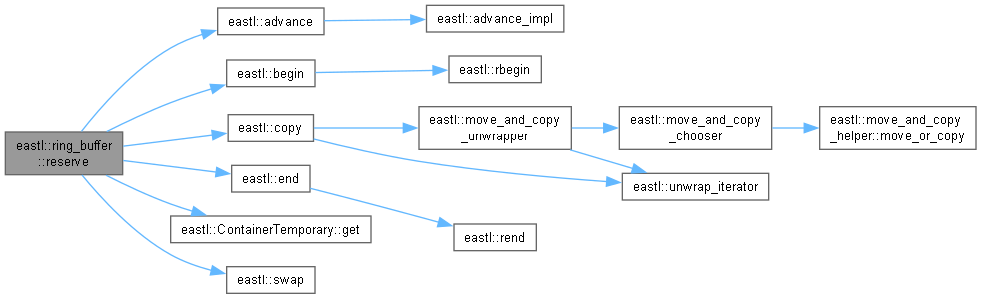 eastl::ring_buffer
::reserve
eastl::advance
eastl::advance_impl
eastl::begin
eastl::rbegin
eastl::copy
eastl::move_and_copy
_unwrapper
eastl::move_and_copy
_chooser
eastl::move_and_copy
_helper::move_or_copy
eastl::unwrap_iterator
eastl::end
eastl::rend
eastl::ContainerTemporary::get
eastl::swap